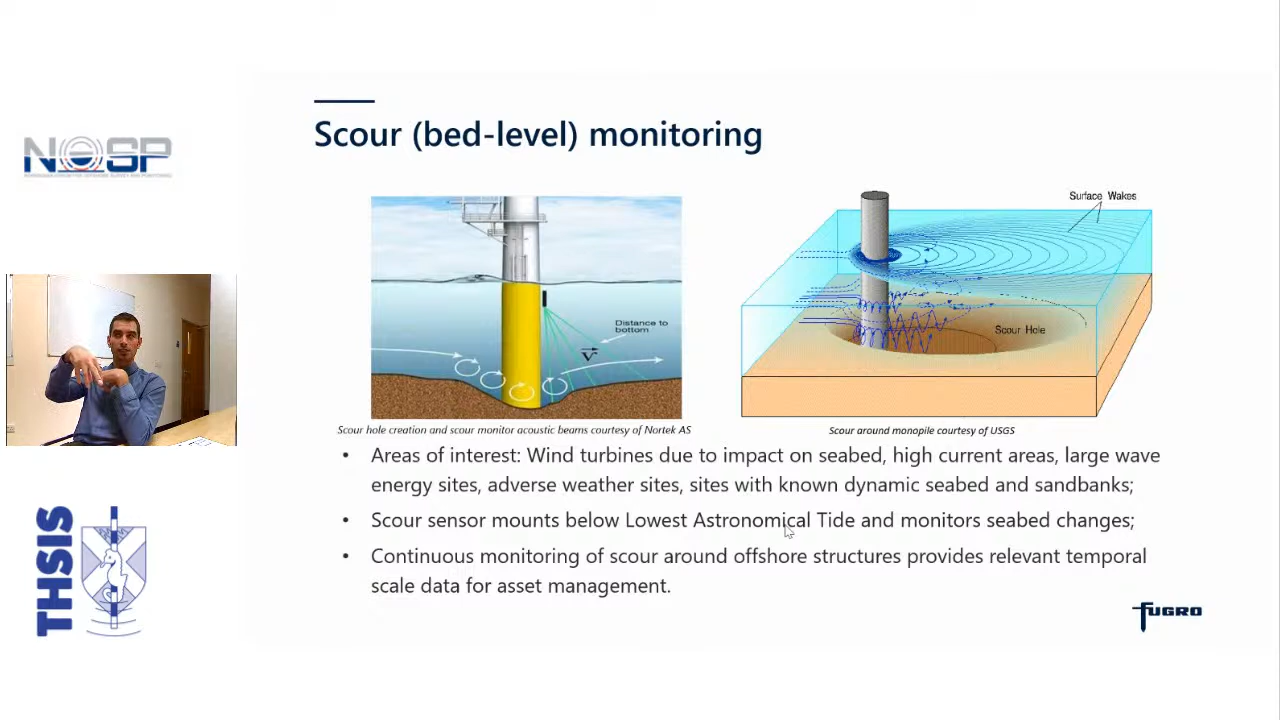 Scour (bed-level) monitoring
NOSP
Surface Wakes
Distance to
bottom
V
Scour Hole
Scour hole creation and scour monitor acoustic beams courtesy of Nortek AS
Scour around monopile courtesy of USGS
• Areas of interest: Wind turbines due to impact on seabed, high current areas, large wave
energy sites, adverse weather sites, sites with known dynamic seabed and sandbanks;
• Scour sensor mounts below Lowest Astronomical Tide and monitors seabed changes;
• Continuous monitoring of scour around offshore structures provides relevant temporal
scale data for asset management.
THSIS
FUGRO